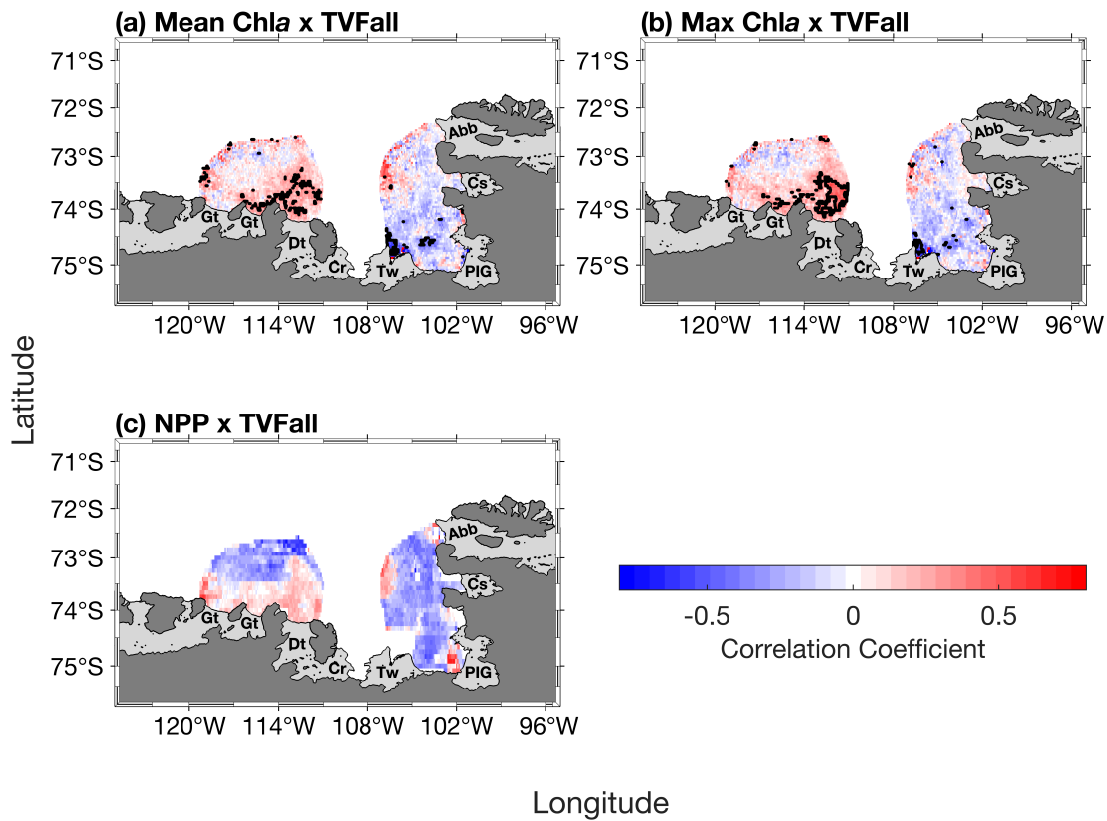 (a) Mean Chla x TVFall
(b) Max Chla x TVFall
71°S
72°S
73°S
74°S
75°S
Abb
Cs
Gt
Gt
Dt
Cr
Tw
PIG
120°W 114°W 108°W 102°W 96°W
71°S
72°S
73°S
74°S
75°S
Abb
Cs
Gt
Gt
Dt
Cr
Tw
PIG
120°W 114°W 108°W 102°W 96°W
Latitude
(c) NPP x TVFall
71°S
72°S
73°S
74°S
75°S
Abb
Cs
Gt
Gt
Dt
Cr
Tw
PIG
120°W 114°W 108°W 102°W 96°W
-0.5 0 0.5
Correlation Coefficient
Longitude